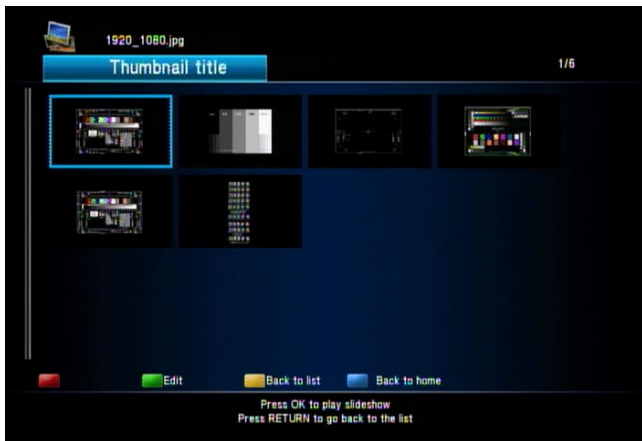 1920_1080.jpg
Thumbnail title
1/6
Edit
Back to list
Back to home
Press OK to play slideshow
Press RETURN to go back to the list